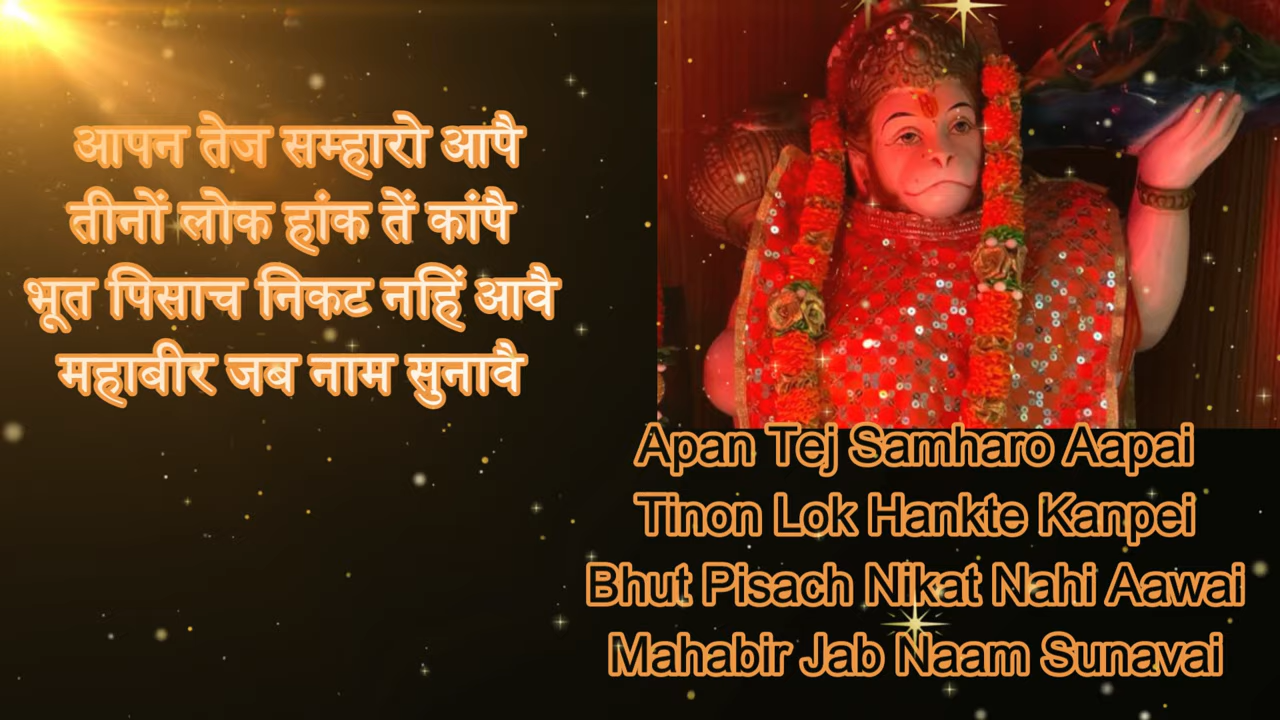 आपन तेज सम्हारो आपै
तीनों लोक हांक तें कांपै
भूत पिसाच निकट नहिं आवै
महाबीर जब नाम सुनावै
Apan Tej Samharo Aapai
Tinon Lok Hankte Kanpei
Bhut Pisach Nikat Nahi Aawai
Mahabir Jab Naam Sunavai